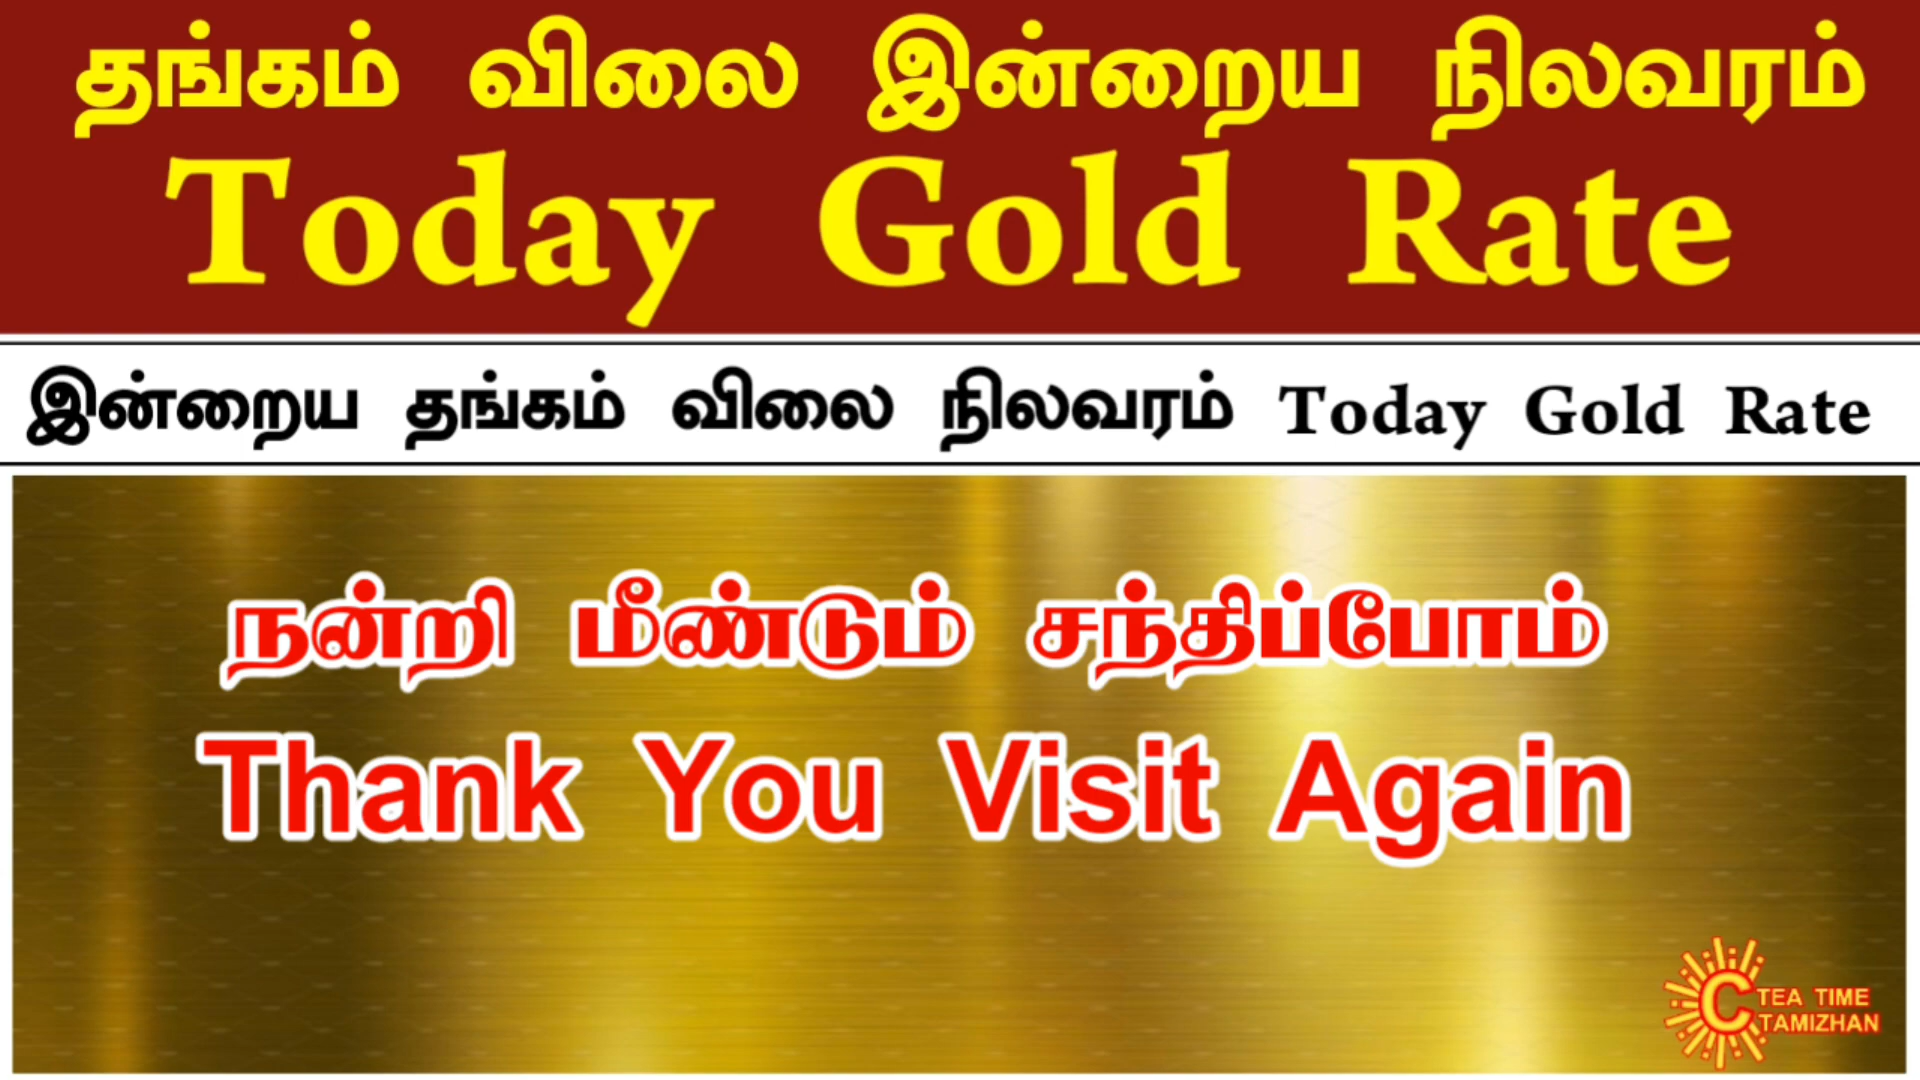 தங்கம் விலை இன்றைய நிலவரம்
Today Gold Rate
இன்றைய தங்கம் விலை நிலவரம் Today Gold Rate
நன்றி மீண்டும் சந்திப்போம்
Thank You Visit Again
C TEA TIME
TAMIZHAN